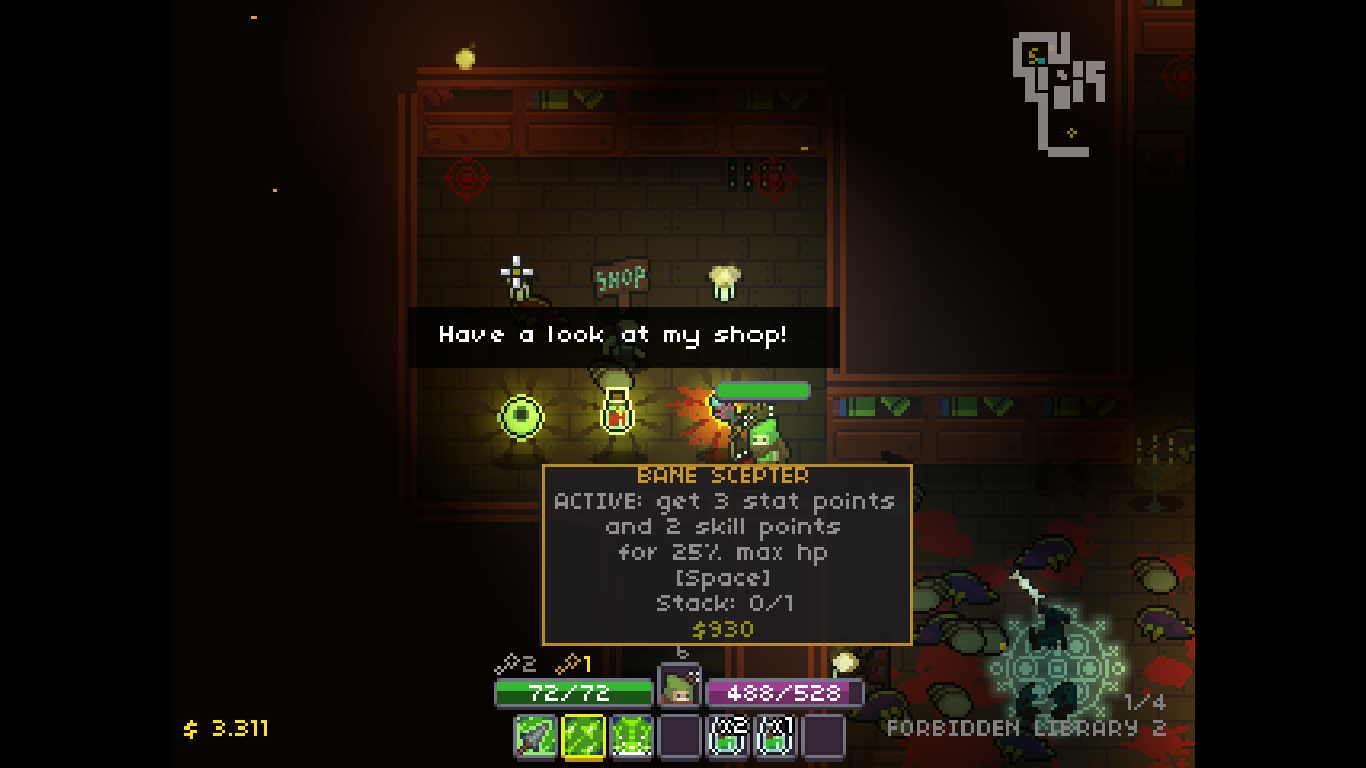 SHOP
Have a look at my shop!
BANE SCEPTER
ACTIVE: get 3 stat points
and 2 skill points
for 25% max hp
[Space]
Stack: 0/1
$930
2 1
6
72/72 488/528
x2 x1
$ 3.311
1/4
FORBIDDEN LIBRARY 2